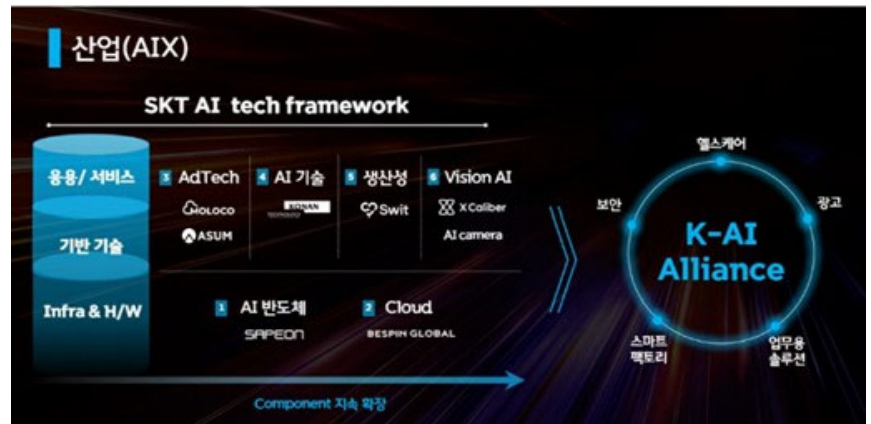 산업(AIX)
SKT AI tech framework
응용/ 서비스
기반 기술
Infra & H/W
3 AdTech
MOLOCO
ASUM
4 AI 기술
KONAN
TECHNOLOGY
5 생산성
Swit
6 Vision AI
X Caliber
AI camera
1 AI 반도체
SAPEON
2 Cloud
BESPIN GLOBAL
Component 지속 확장
헬스케어
보안
광고
K-AI
Alliance
스마트
팩토리
업무용
솔루션